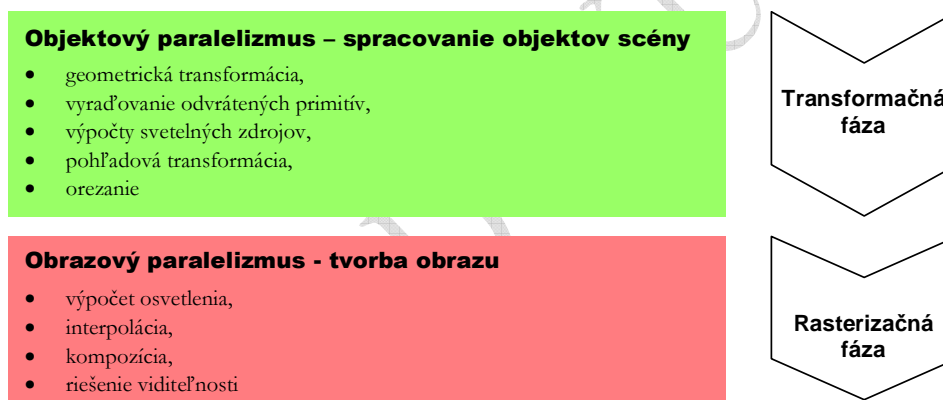 Objektový paralelizmus – spracovanie objektov scény
• geometrická transformácia,
• vyraďovanie odvrátených primitív,
• výpočty svetelných zdrojov,
• pohľadová transformácia,
• orezanie
Transformačná
fáza
Obrazový paralelizmus - tvorba obrazu
• výpočet osvetlenia,
• interpolácia,
• kompozícia,
• riešenie viditeľnosti
Rasterizačná
fáza